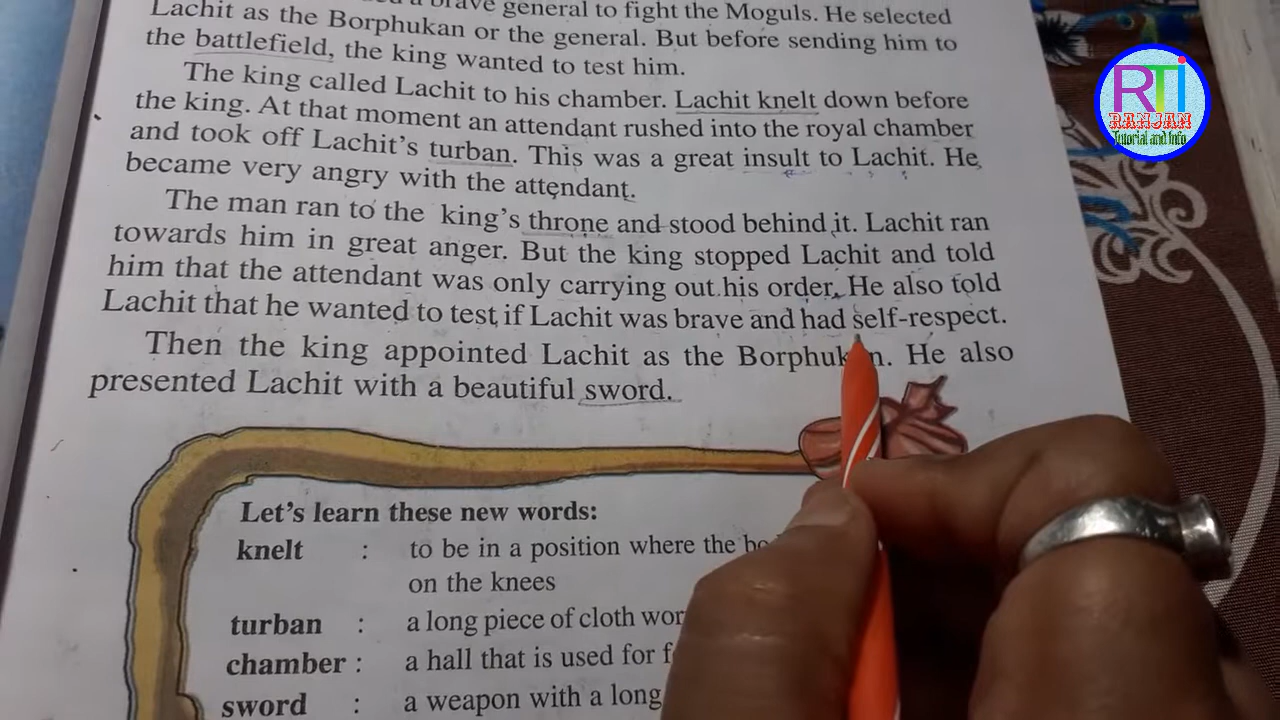 brave general to fight the Moguls. He selected
Lachit as the Borphukan or the general. But before sending him to
the battlefield, the king wanted to test him.
The king called Lachit to his chamber. Lachit knelt down before
the king. At that moment an attendant rushed into the royal chamber
and took off Lachit's turban. This was a great insult to Lachit. He
became very angry with the attendant.
The man ran to the king's throne and stood behind it. Lachit ran
towards him in great anger. But the king stopped Lachit and told
him that the attendant was only carrying out his order. He also told
Lachit that he wanted to test if Lachit was brave and had self-respect.
Then the king appointed Lachit as the Borphukan. He also
presented Lachit with a beautiful sword.
Let's learn these new words:
knelt : to be in a position where the
on the knees
turban : a long piece of cloth
chamber : a hall that is used for
sword : a weapon with a long
RTI
RANJAN
Tutorial and Info